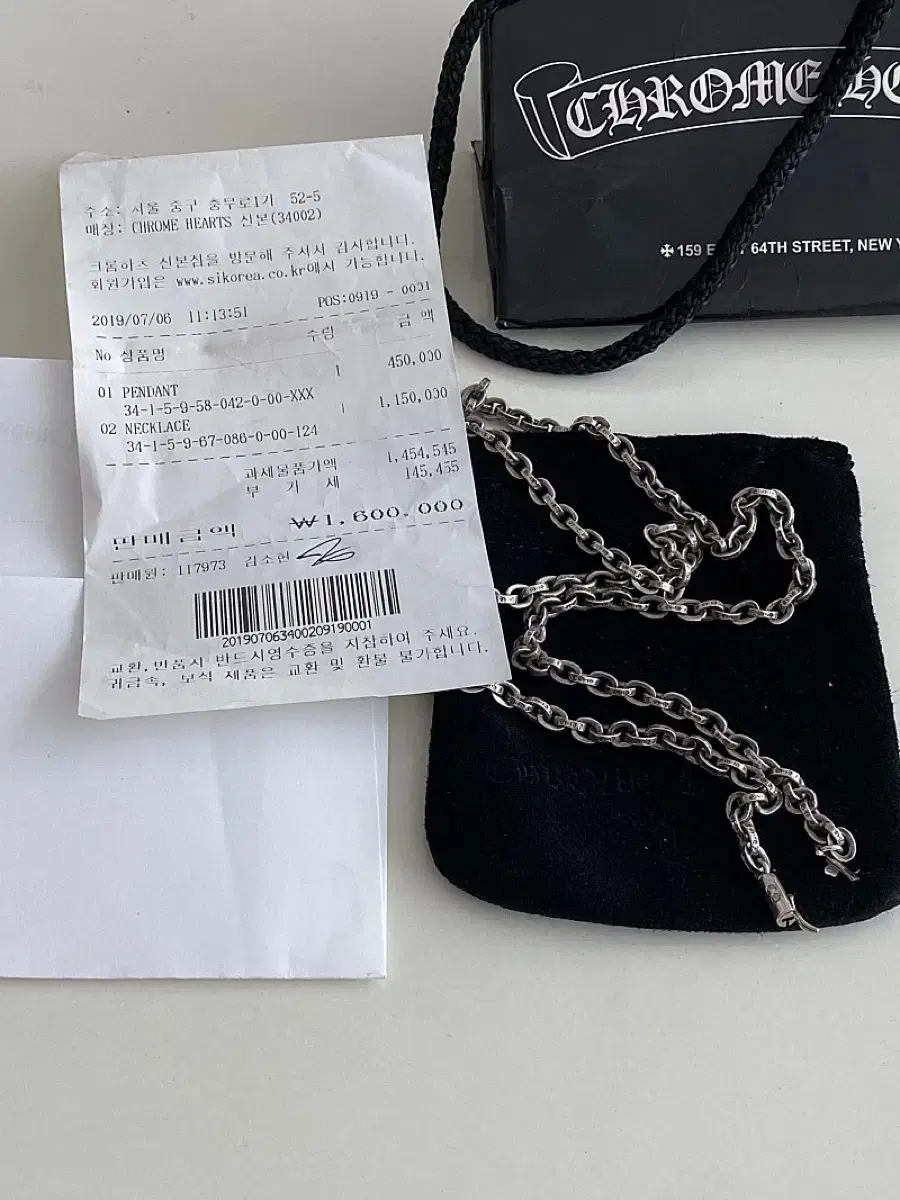 주소: 서울 중구 충무로1가 52-5
매장: CHROME HEARTS 신본(34002)
크롬하츠 신본점을 방문해 주셔서 감사합니다.
회원가입은 www.sikorea.co.kr에서 가능합니다.
2019/07/06 11:13:51 POS:0919 - 0001
No 상품명 수량 금 액
01 PENDANT 1 450,000
34-1-5-9-58-042-0-00-XXX
02 NECKLACE 1 1,150,000
34-1-5-9-67-086-0-00-124
과세물품가액 1,454,545
부 가 세 145,455
판매금액 ₩1,600,000
판매원: 117973 김소현
201907063400209190001
교환,반품시 반드시영수증을 지참하여 주세요.
귀금속, 보석 제품은 교환 및 환불 불가합니다.
CHROME HE
159 64TH STREET, NEW Y